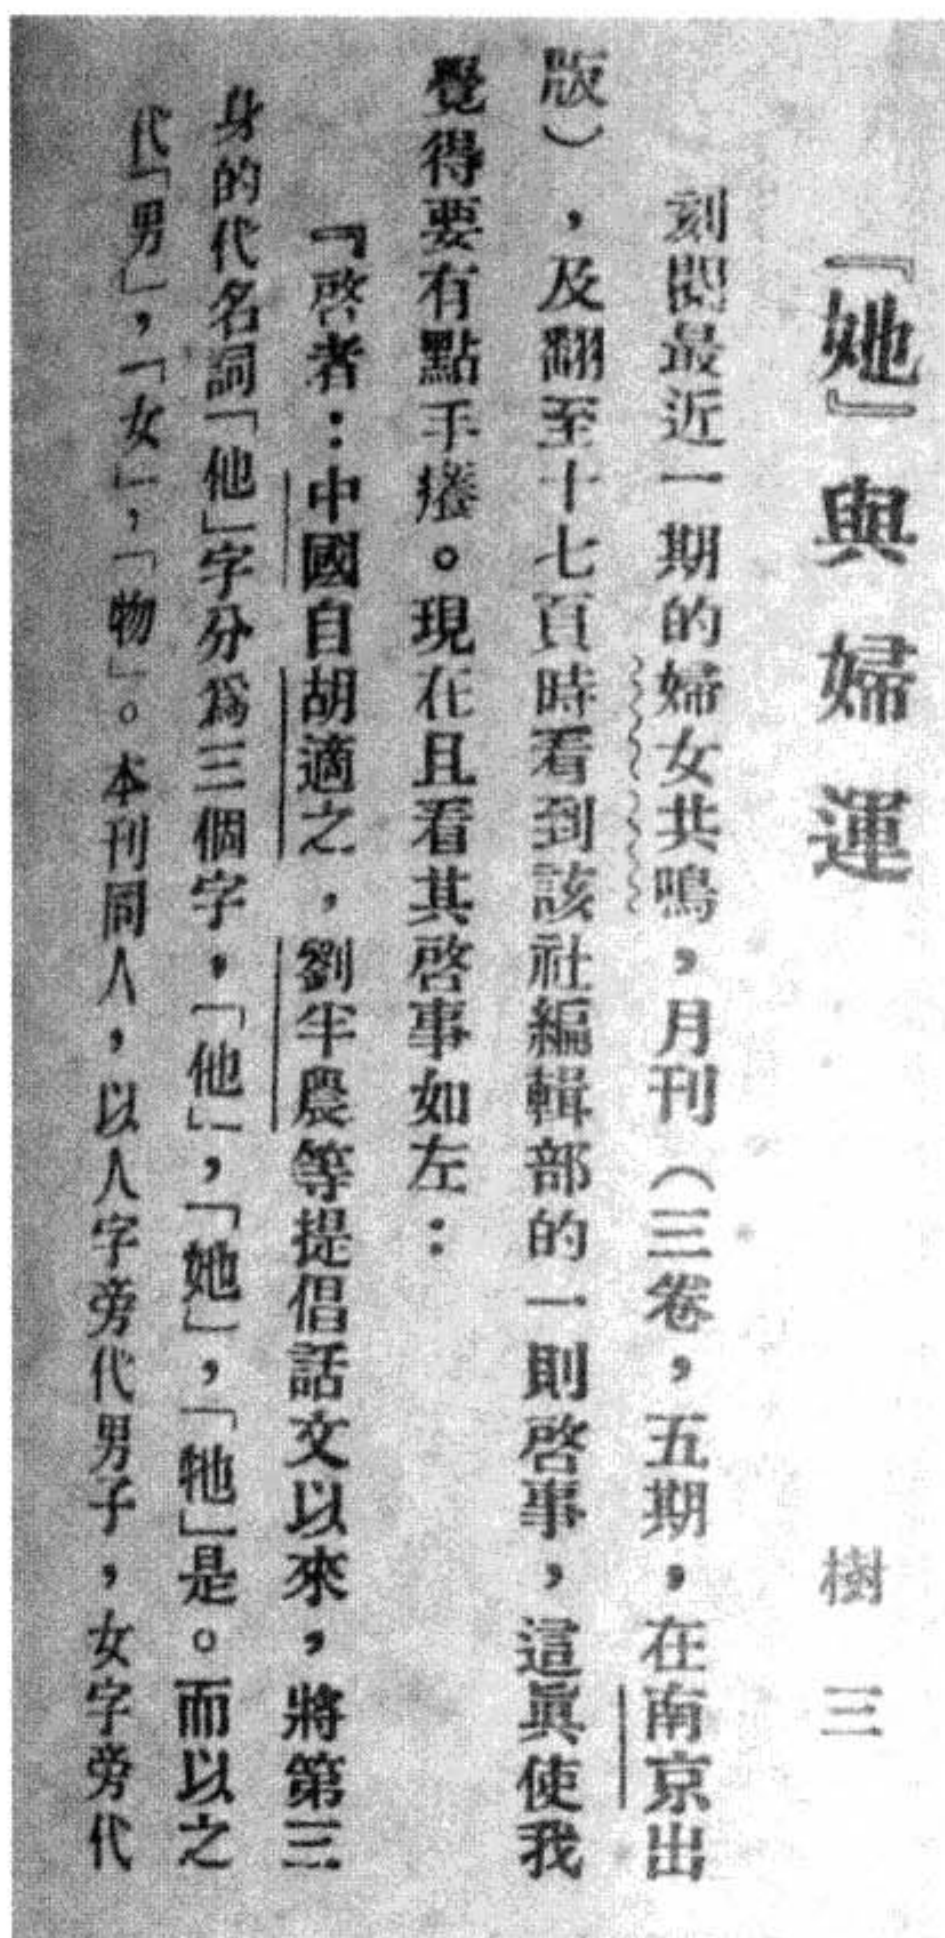 『她』與婦運
樹三
刻閱最近一期的婦女共鳴，月刊（三卷，五期，在南京出
版），及翻至十七頁時看到該社編輯部的一則啓事，這眞使我
覺得要有點手癢。現在且看其啓事如左：
『啓者：中國自胡適之，劉半農等提倡話文以來，將第三
身的代名詞「他」字分爲三個字，「他」，「她」，「牠」是。而以之
代「男」，「女」，「物」。本刊同人，以人字旁代男子，女字旁代